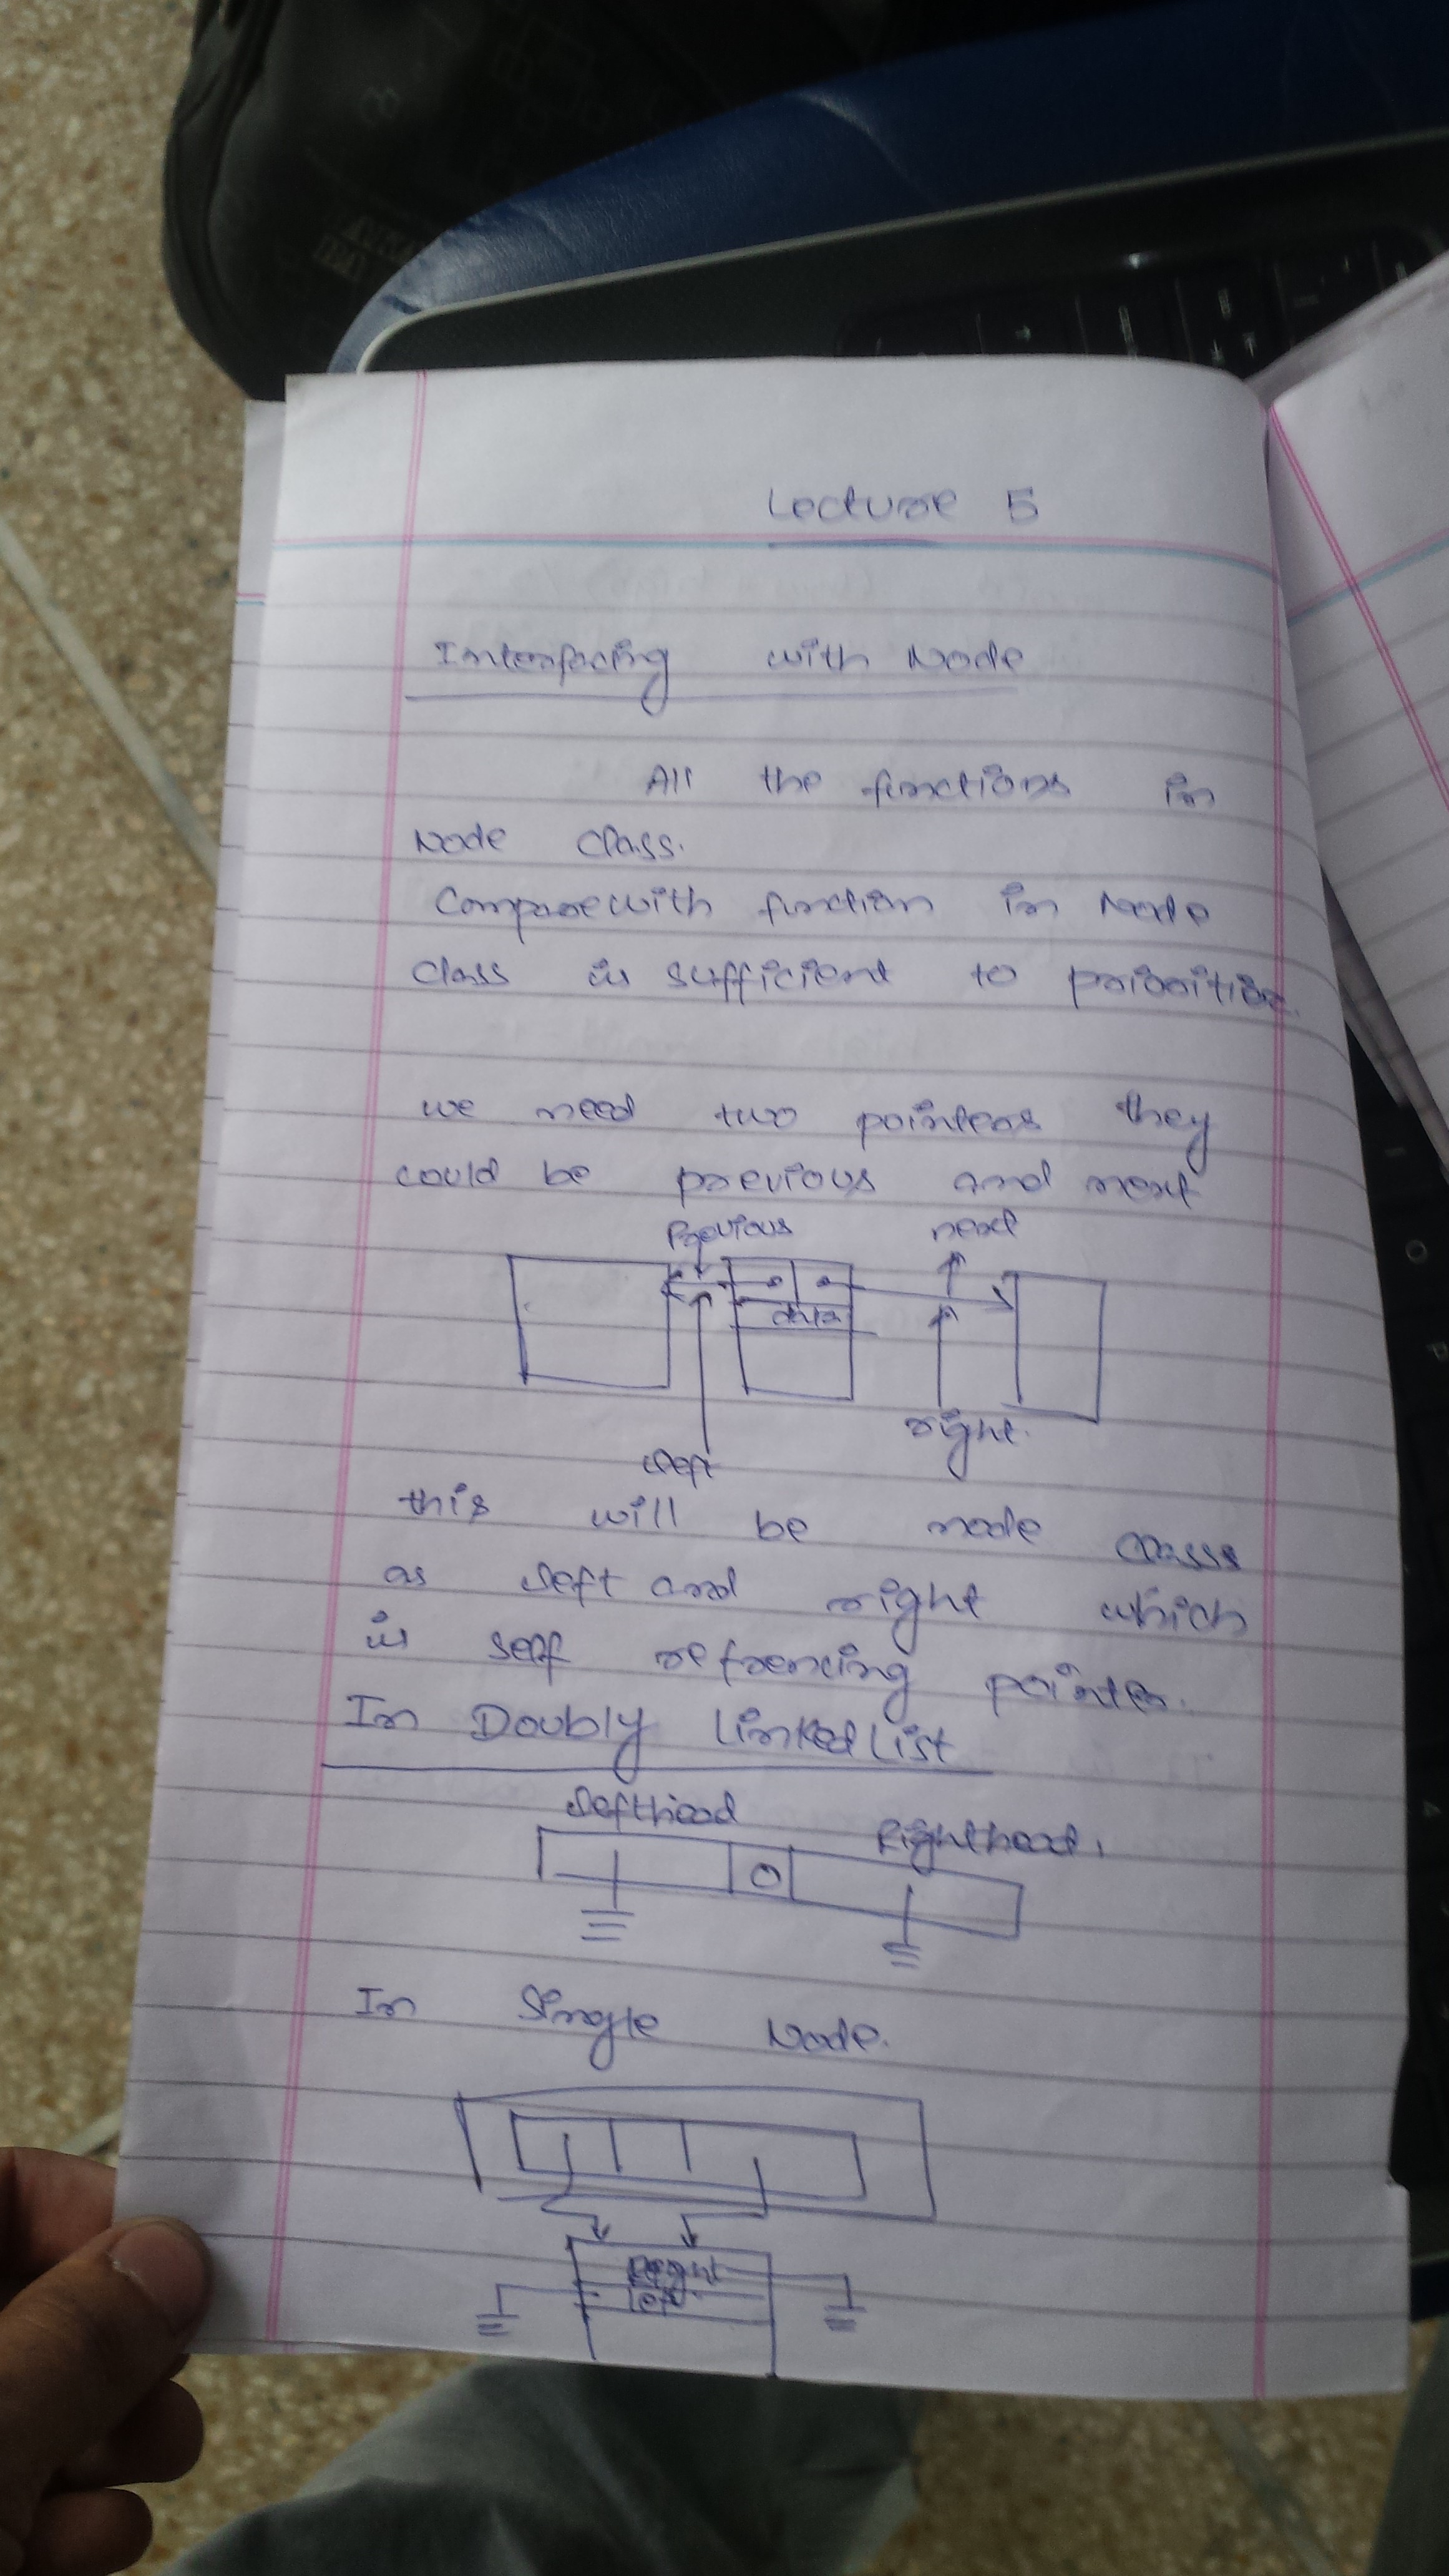 Lecture 5
Interfacing with Node
All the functions in
Node Class.
Comparewith function in Node
class is sufficient to prioritise.
we need two pointers they
could be previous and next
Previous next
data
left right.
this will be node classs
as left and right which
is self refrencing pointer.
In Doubly Linked List
lefthead Righthead.
0
In Single Node.
Right
left